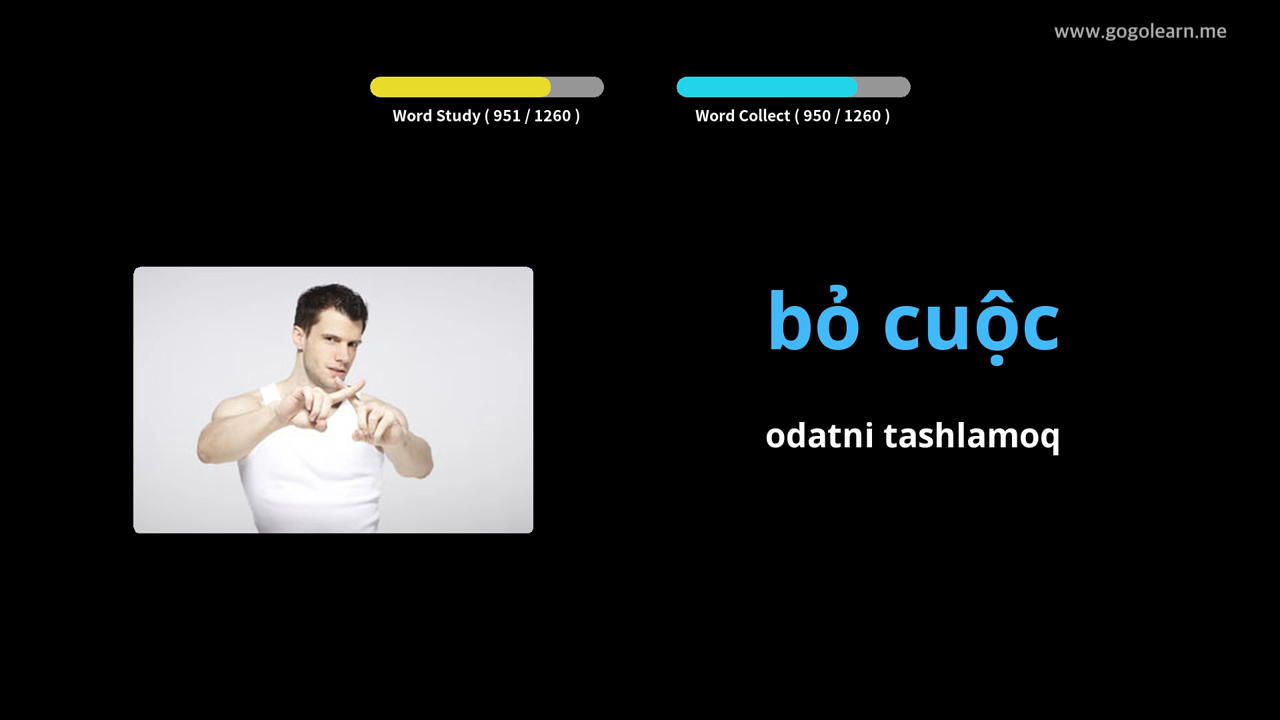 www.gogolearn.me
Word Study ( 951 / 1260 )
Word Collect ( 950 / 1260 )
bỏ cuộc
odatni tashlamoq